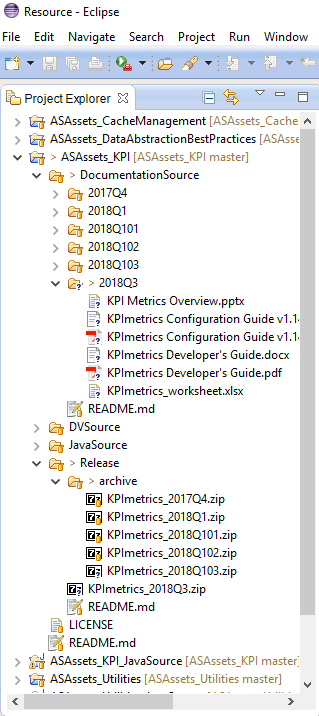 Resource - Eclipse
File Edit Navigate Search Project Run Window
Project Explorer
ASAssets_CacheManagement [ASAssets_Cache
ASAssets_DataAbstractionBestPractices [ASAsset
> ASAssets_KPI [ASAssets_KPI master]
> DocumentationSource
2017Q4
2018Q1
2018Q101
2018Q102
2018Q103
> 2018Q3
KPI Metrics Overview.pptx
KPImetrics Configuration Guide v1.14
KPImetrics Configuration Guide v1.14
KPImetrics Developer's Guide.docx
KPImetrics Developer's Guide.pdf
KPImetrics_worksheet.xlsx
README.md
DVSource
JavaSource
> Release
> archive
KPImetrics_2017Q4.zip
KPImetrics_2018Q1.zip
KPImetrics_2018Q101.zip
KPImetrics_2018Q102.zip
KPImetrics_2018Q103.zip
KPImetrics_2018Q3.zip
README.md
LICENSE
README.md
ASAssets_KPI_JavaSource [ASAssets_KPI master]
ASAssets_Utilities [ASAssets_Utilities master]